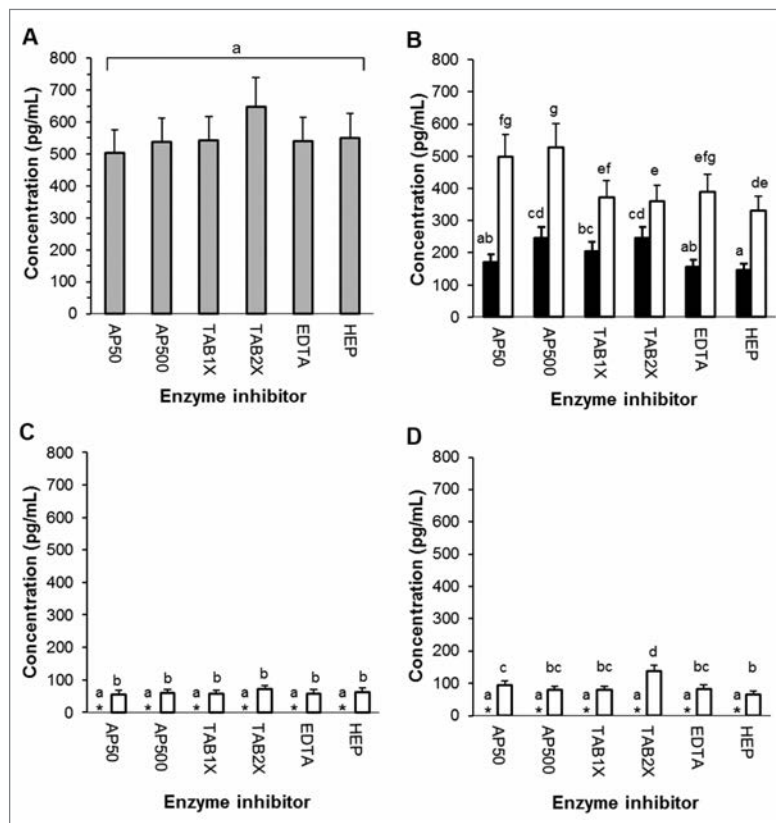 A
a
Concentration (pg/mL)
800
700
600
500
400
300
200
100
0
AP50 AP500 TAB1X TAB2X EDTA HEP
Enzyme inhibitor
B
Concentration (pg/mL)
800
700
600
500
400
300
200
100
0
ab fg cd g bc ef cd e ab efg a de
AP50 AP500 TAB1X TAB2X EDTA HEP
Enzyme inhibitor
C
Concentration (pg/mL)
800
700
600
500
400
300
200
100
0
a b a b a b a b a b a b
* * * * * *
AP50 AP500 TAB1X TAB2X EDTA HEP
Enzyme inhibitor
D
Concentration (pg/mL)
800
700
600
500
400
300
200
100
0
a c a bc a bc a d a bc a b
* * * * * *
AP50 AP500 TAB1X TAB2X EDTA HEP
Enzyme inhibitor